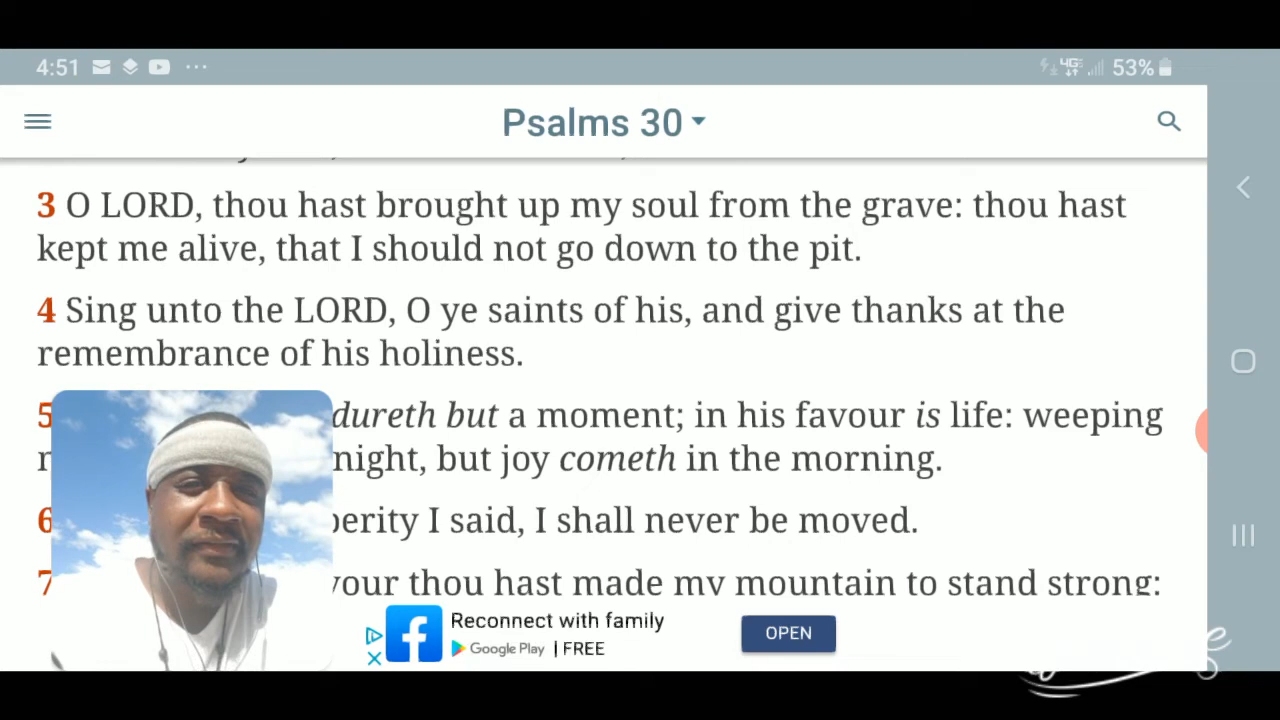 4:51 ... 4G 53%
Psalms 30
3 O LORD, thou hast brought up my soul from the grave: thou hast
kept me alive, that I should not go down to the pit.
4 Sing unto the LORD, O ye saints of his, and give thanks at the
remembrance of his holiness.
5 dureth but a moment; in his favour is life: weeping
night, but joy cometh in the morning.
6 perity I said, I shall never be moved.
7 your thou hast made my mountain to stand strong:
Reconnect with family
Google Play | FREE
OPEN